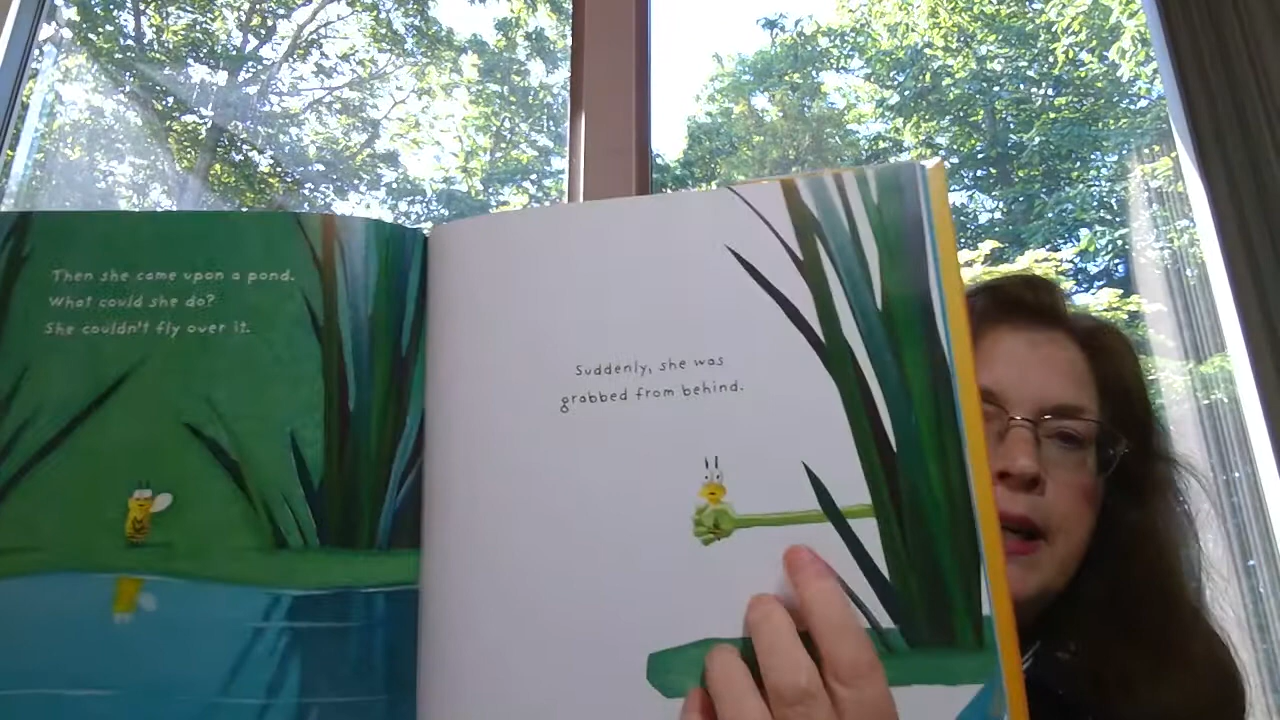 Then she came upon a pond.
What could she do?
She couldn't fly over it.
Suddenly, she was
grabbed from behind.